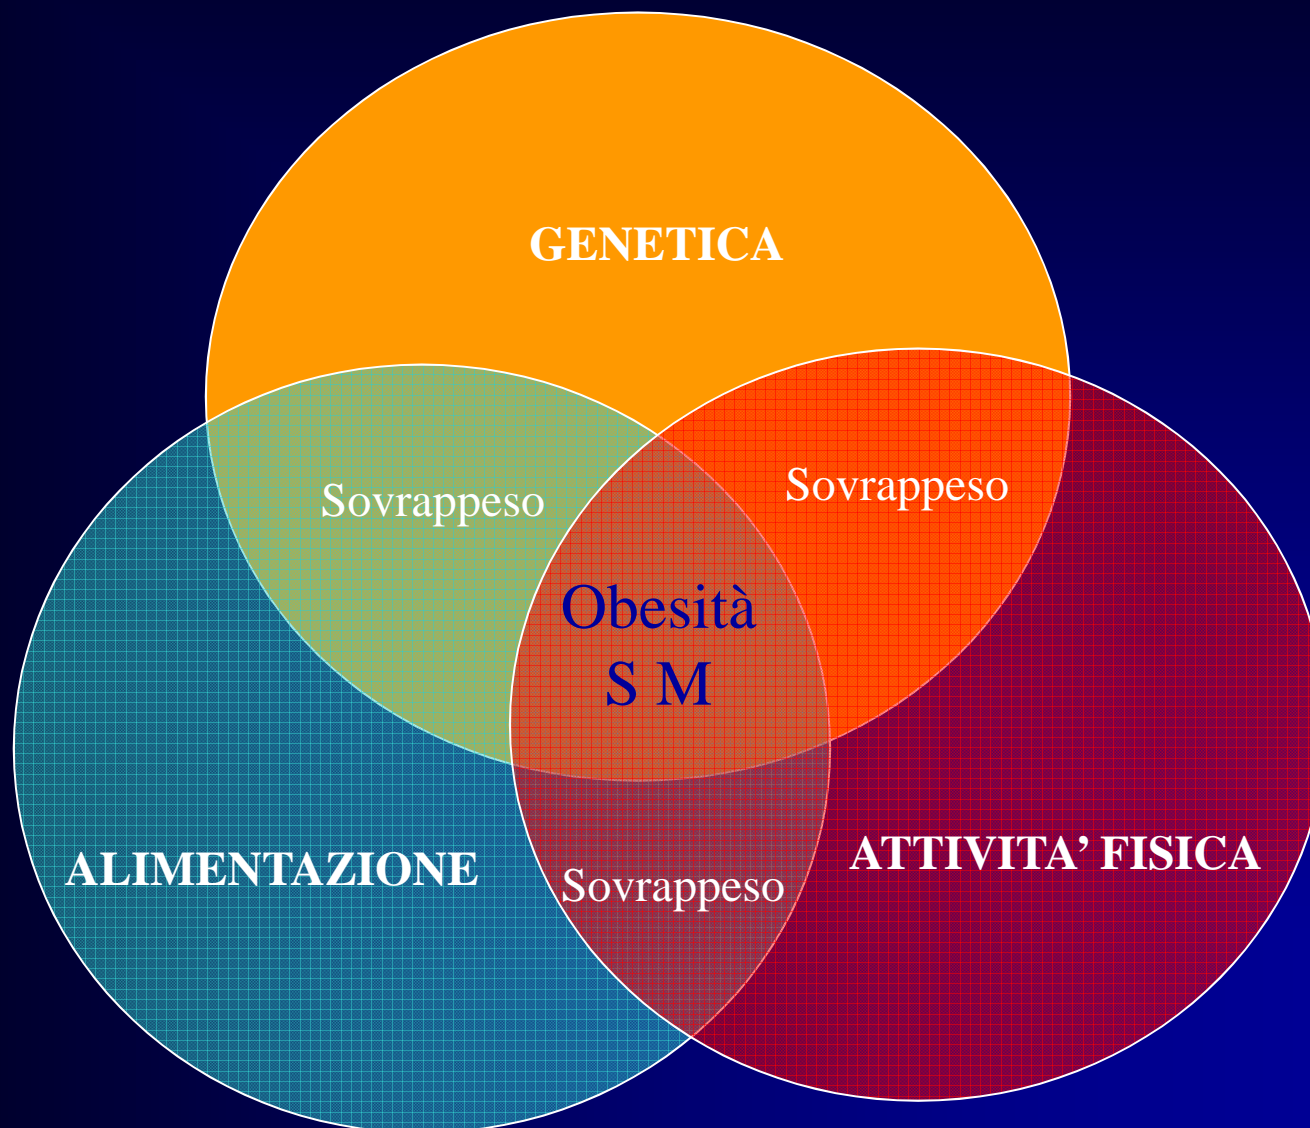 GENETICA
Sovrappeso
Sovrappeso
Obesità
S M
ALIMENTAZIONE
Sovrappeso
ATTIVITA’ FISICA